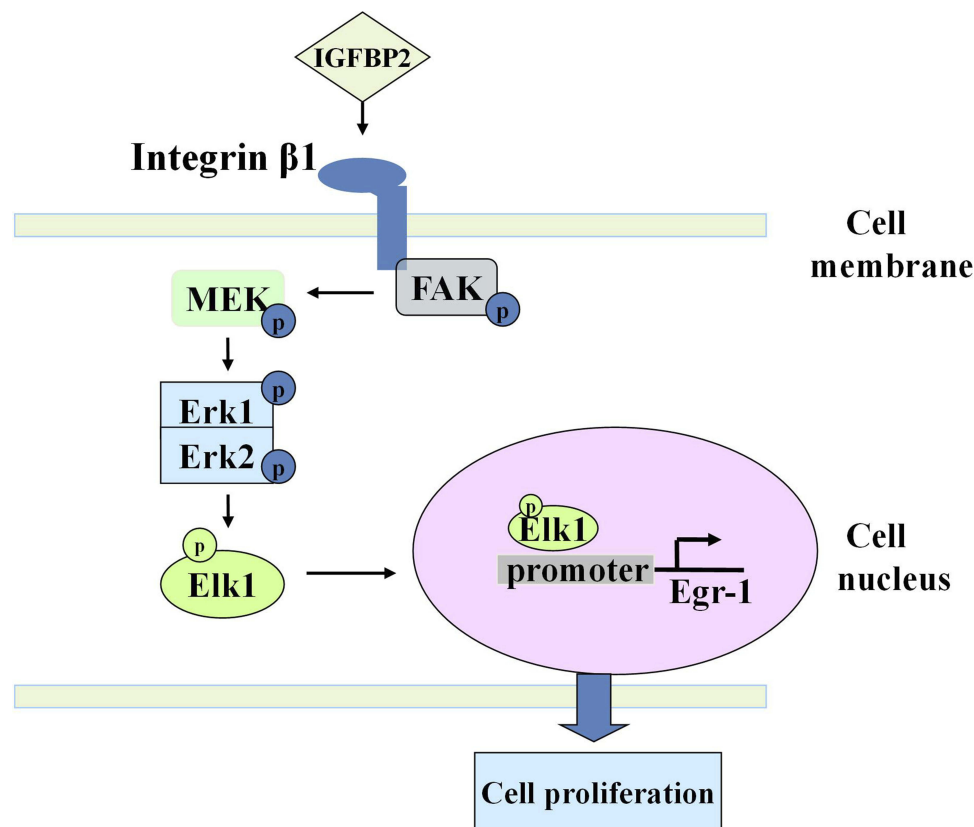 IGFBP2
Integrin β1
Cell
membrane
MEK
p
FAK
p
Erk1
p
Erk2
p
p
Elk1
p
Elk1
promoter
Egr-1
Cell
nucleus
Cell proliferation